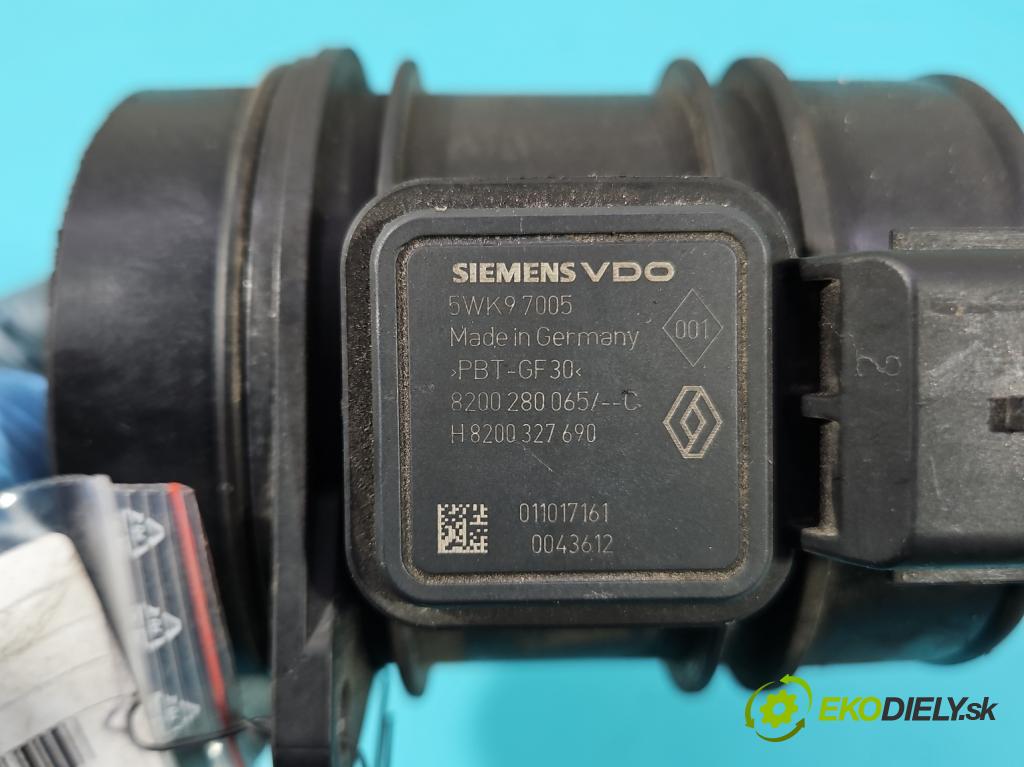 SIEMENS VDO
5WK9 7005
Made in Germany
001
>PBT-GF30<
8200 280 065/--C
H 8200 327 690
011017161
0043612
EKODIELY.sk